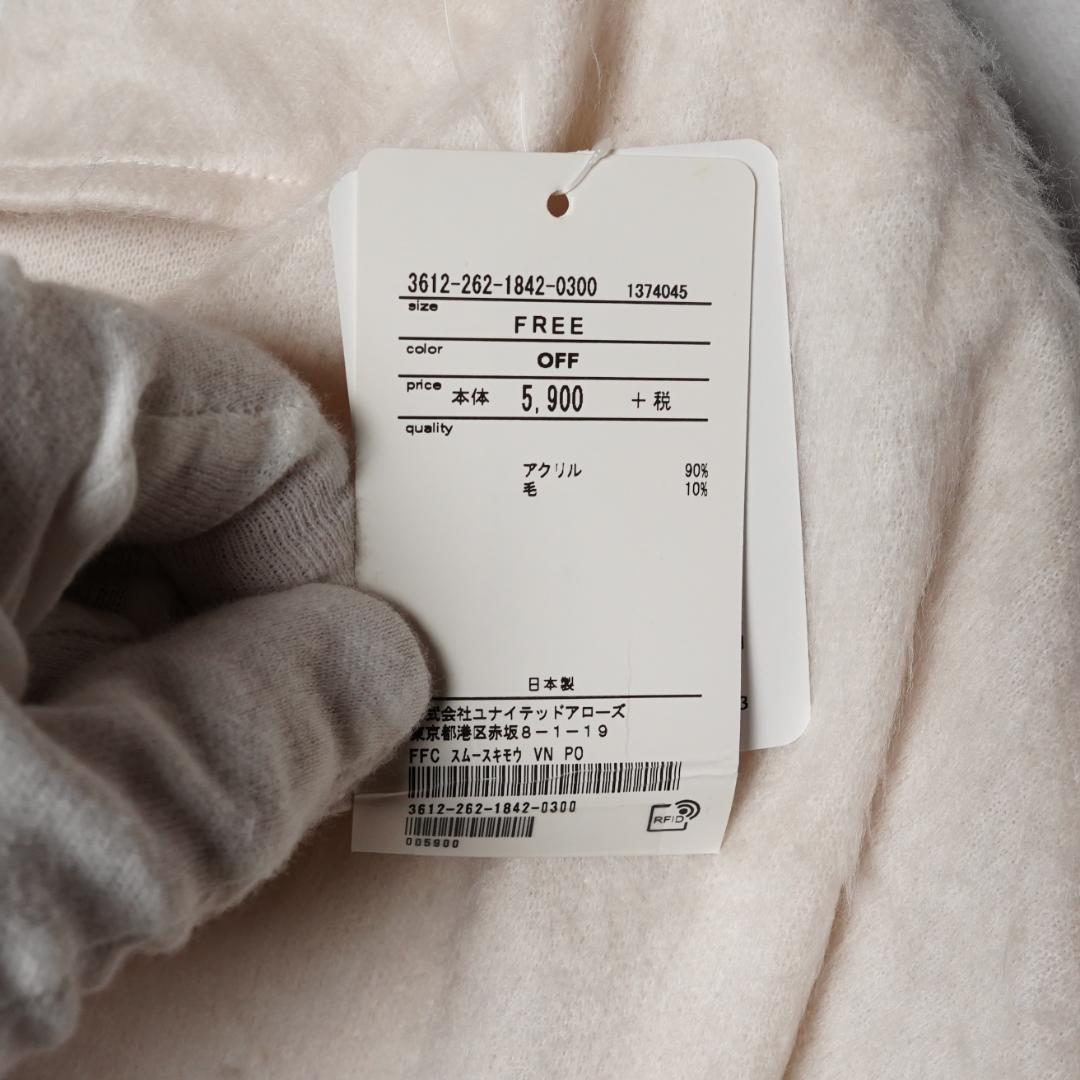 3612-262-1842-0300 1374045
size
FREE
color
OFF
price 本体 5,900 +税
quality
アクリル 90%
毛 10%
日本製
式会社ユナイテッドアローズ
東京都港区赤坂8-1-19
FFC スムースキモウ VN PO
3612-262-1842-0300
RFID
005900
3